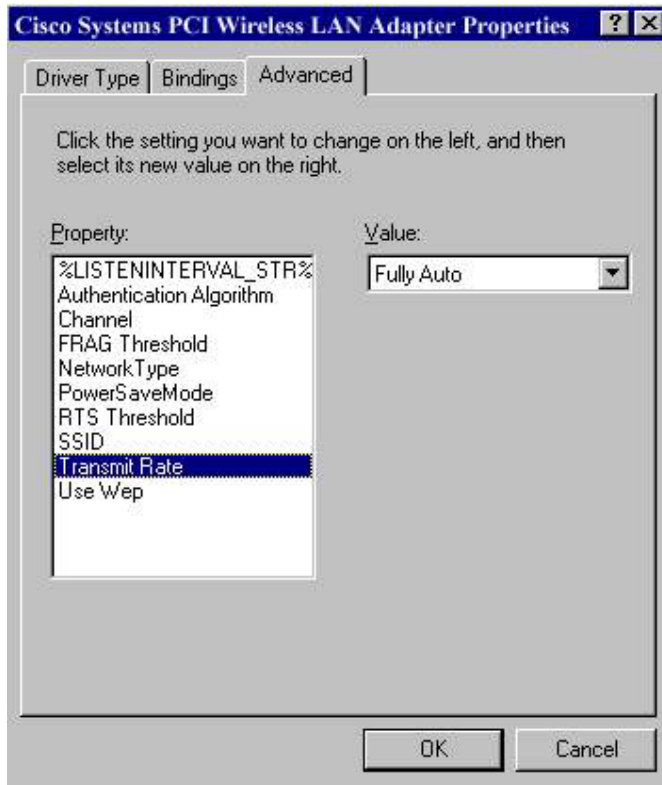 Cisco Systems PCI Wireless LAN Adapter Properties ? X
Driver Type Bindings Advanced
Click the setting you want to change on the left, and then
select its new value on the right.
Property:
%LISTENINTERVAL_STR%
Authentication Algorithm
Channel
FRAG Threshold
NetworkType
PowerSaveMode
RTS Threshold
SSID
Transmit Rate
Use Wep
Value:
Fully Auto
OK Cancel